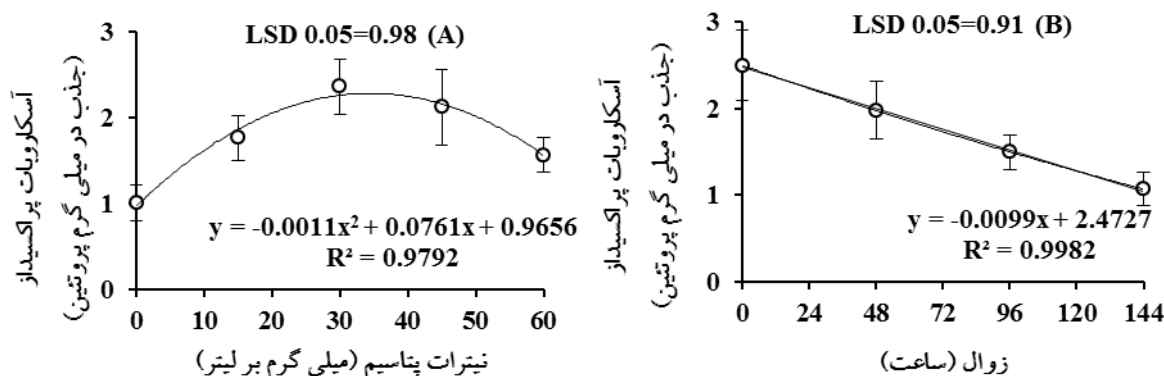 LSD 0.05=0.98 (A)
آسکاروبات پراکسیداز
(جذب در میلی گرم پروتئین)
3
2
1
0
y = -0.0011x² + 0.0761x + 0.9656
R² = 0.9792
0 10 20 30 40 50 60
نیترات پتاسیم (میلی گرم بر لیتر)
LSD 0.05=0.91 (B)
آسکاروبات پراکسیداز
(جذب در میلی گرم پروتئین)
3
2
1
0
y = -0.0099x + 2.4727
R² = 0.9982
0 24 48 72 96 120 144
زوال (ساعت)